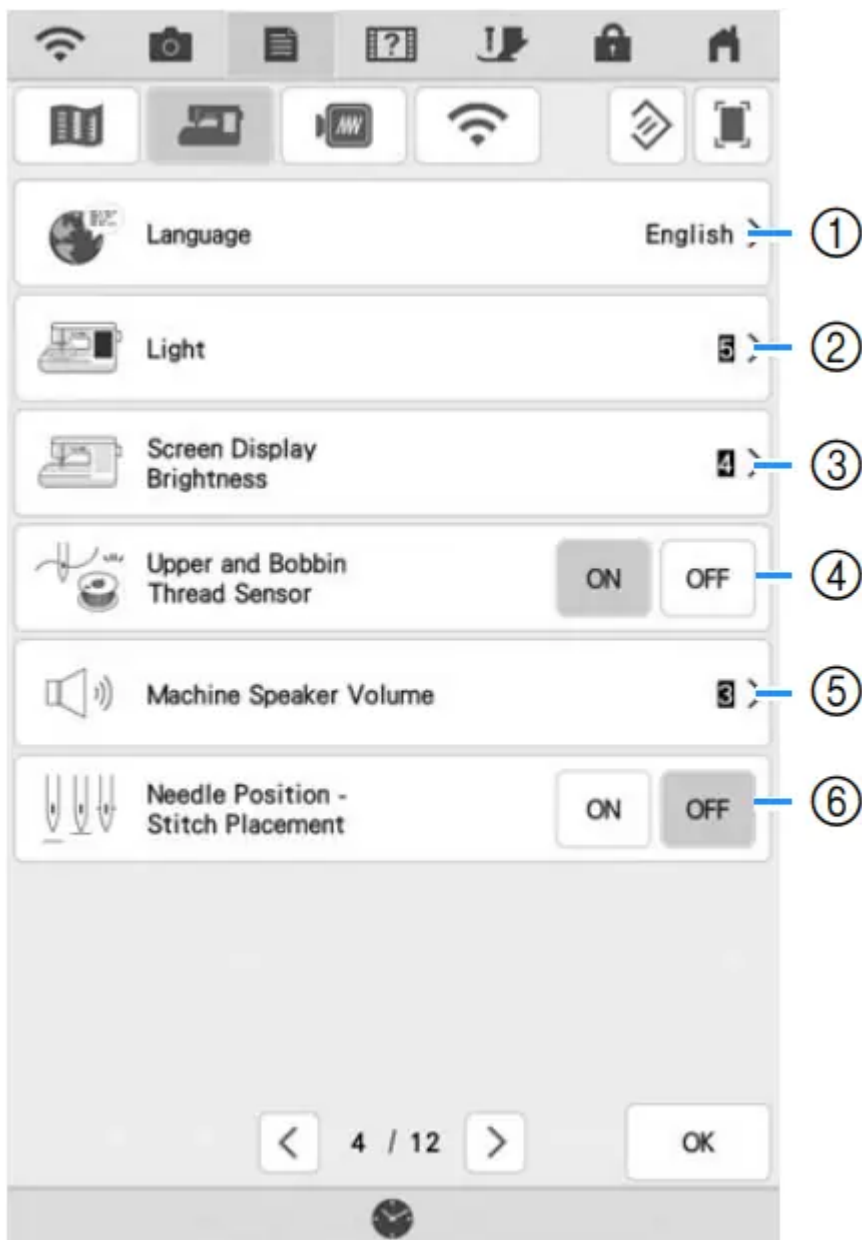 ?
Language
English >
①
Light
5 >
②
Screen Display
Brightness
4 >
③
Upper and Bobbin
Thread Sensor
ON
OFF
④
Machine Speaker Volume
3 >
⑤
Needle Position -
Stitch Placement
ON
OFF
⑥
< 4 / 12 >
OK